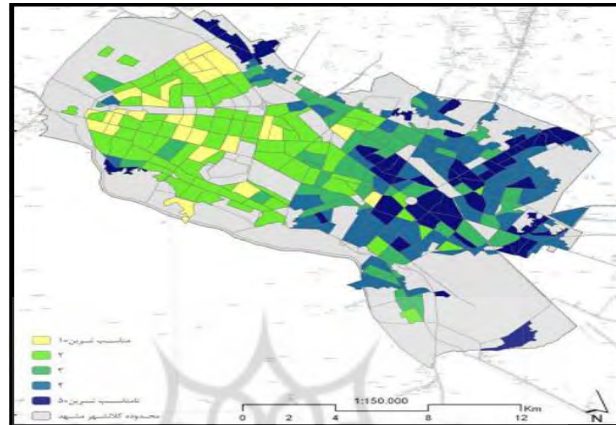 مناسب ترین=۱
۲
۳
۴
نامناسب ترین=۵
محدوده کلانشهر مشهد
1:150,000
0 2 4 8 12
Km
N